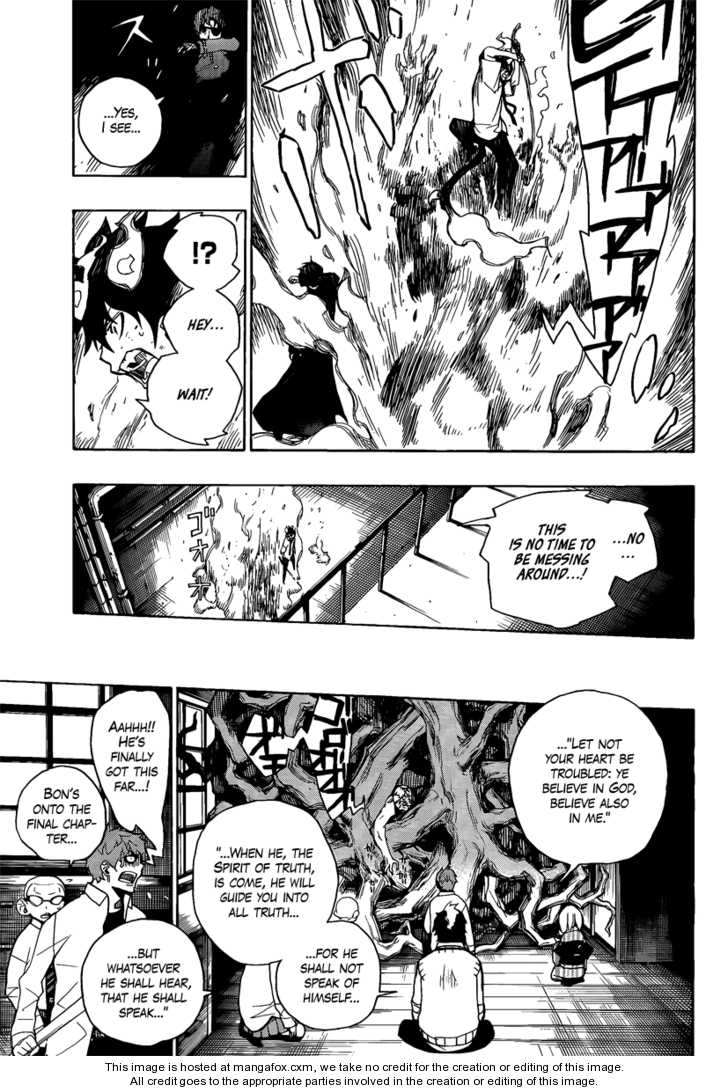 ス
...YES,
I SEE...
!?
HEY...
WAIT!
...NO
...
THIS
IS NO TIME TO
BE MESSING
AROUND...!
ゴオオ
..."LET NOT
YOUR HEART BE
TROUBLED: YE
BELIEVE IN GOD,
BELIEVE ALSO
IN ME."
"...WHEN HE, THE
SPIRIT OF TRUTH,
IS COME, HE WILL
GUIDE YOU INTO
ALL TRUTH...
...FOR HE
SHALL NOT
SPEAK OF
HIMSELF...
AAHHH!!
HE'S
FINALLY
GOT THIS
FAR...!
BON'S
ONTO THE
FINAL CHAP-
TER...
...BUT
WHATSOEVER
HE SHALL HEAR,
THAT HE SHALL
SPEAK..."
This image is hosted at mangafox.cxm, we take no credit for the creation or editing of this image.
All credit goes to the appropriate parties involved in the creation or editing of this image.